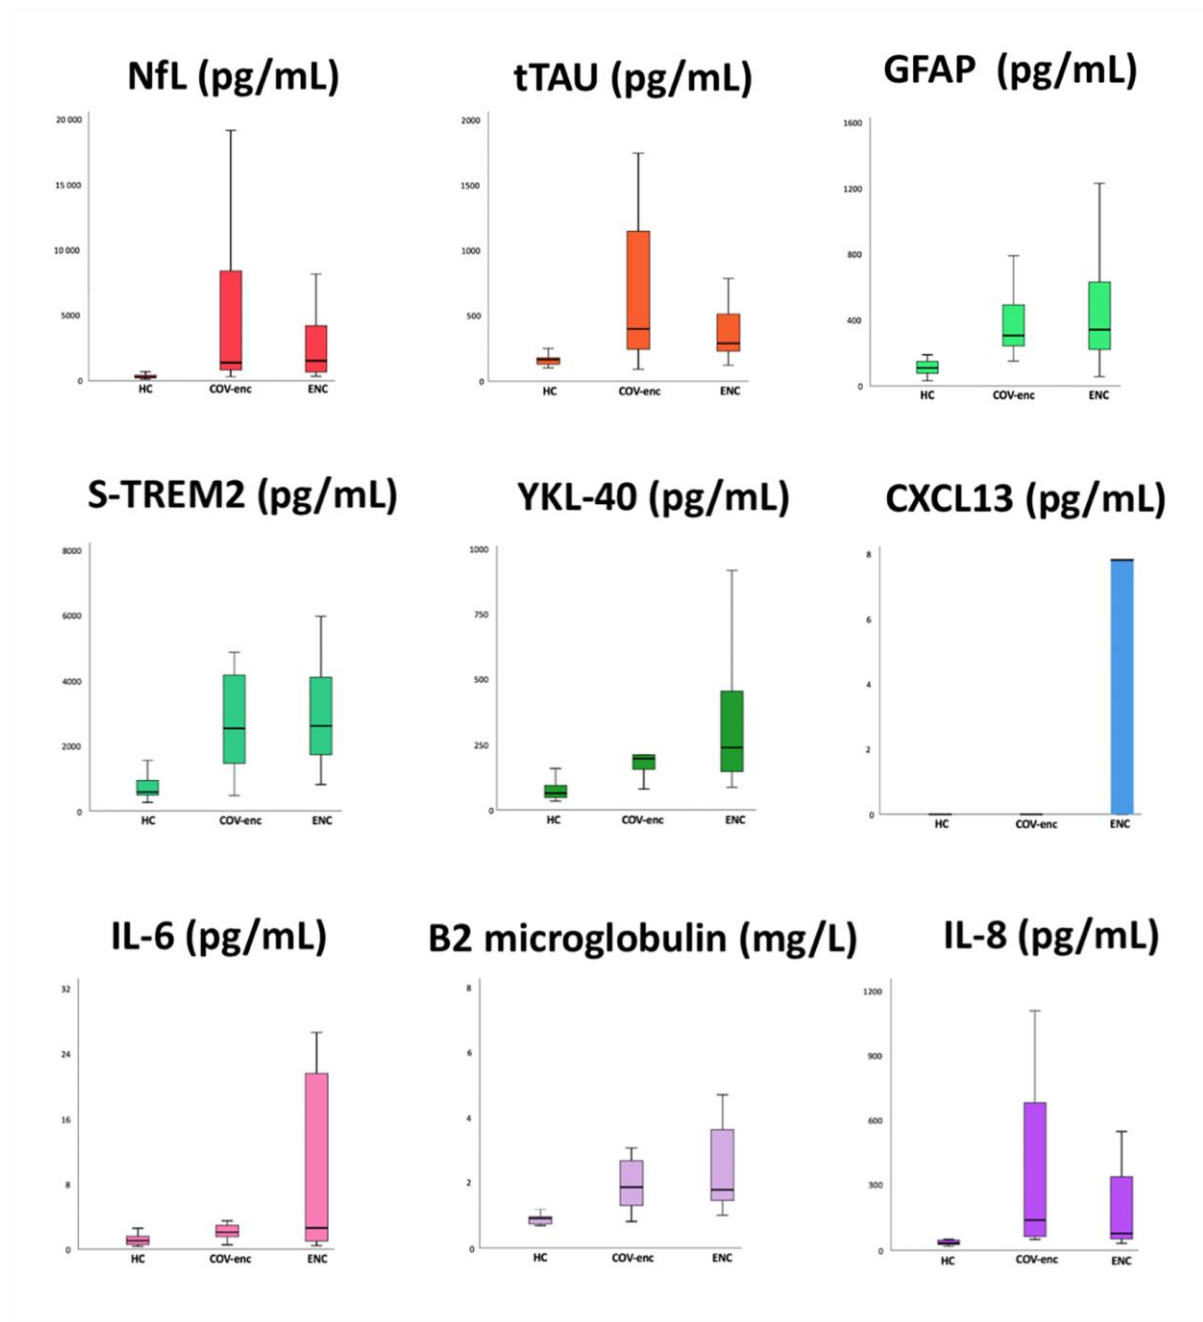 NfL (pg/mL)
20 000
15 000
10 000
5000
0
HC COV-enc ENC
tTAU (pg/mL)
2000
1500
1000
500
0
HC COV-enc ENC
GFAP (pg/mL)
1600
1200
800
400
0
HC COV-enc ENC
S-TREM2 (pg/mL)
8000
6000
4000
2000
0
HC COV-enc ENC
YKL-40 (pg/mL)
1000
750
500
250
0
HC COV-enc ENC
CXCL13 (pg/mL)
8
6
4
2
0
HC COV-enc ENC
IL-6 (pg/mL)
32
24
16
8
0
HC COV-enc ENC
B2 microglobulin (mg/L)
8
6
4
2
0
HC COV-enc ENC
IL-8 (pg/mL)
1200
900
600
300
0
HC COV-enc ENC